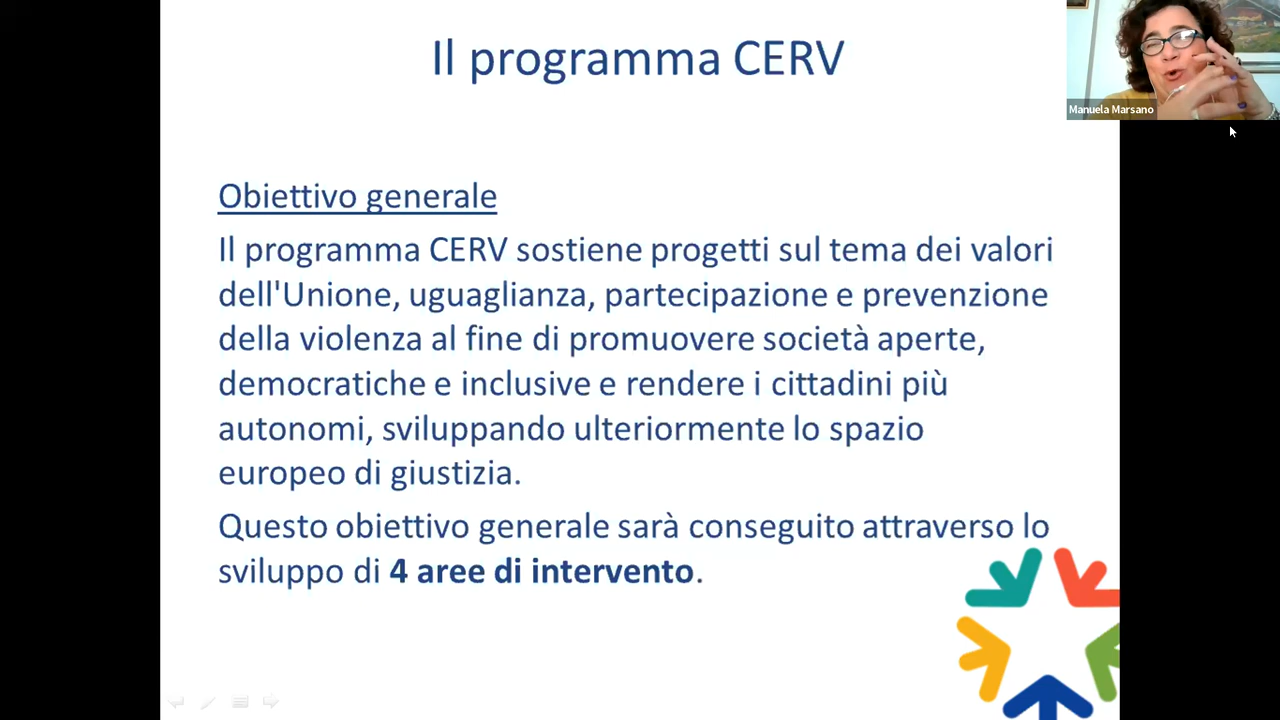 Il programma CERV
Manuela Marsano
Obiettivo generale
Il programma CERV sostiene progetti sul tema dei valori
dell'Unione, uguaglianza, partecipazione e prevenzione
della violenza al fine di promuovere società aperte,
democratiche e inclusive e rendere i cittadini più
autonomi, sviluppando ulteriormente lo spazio
europeo di giustizia.
Questo obiettivo generale sarà conseguito attraverso lo
sviluppo di 4 aree di intervento.